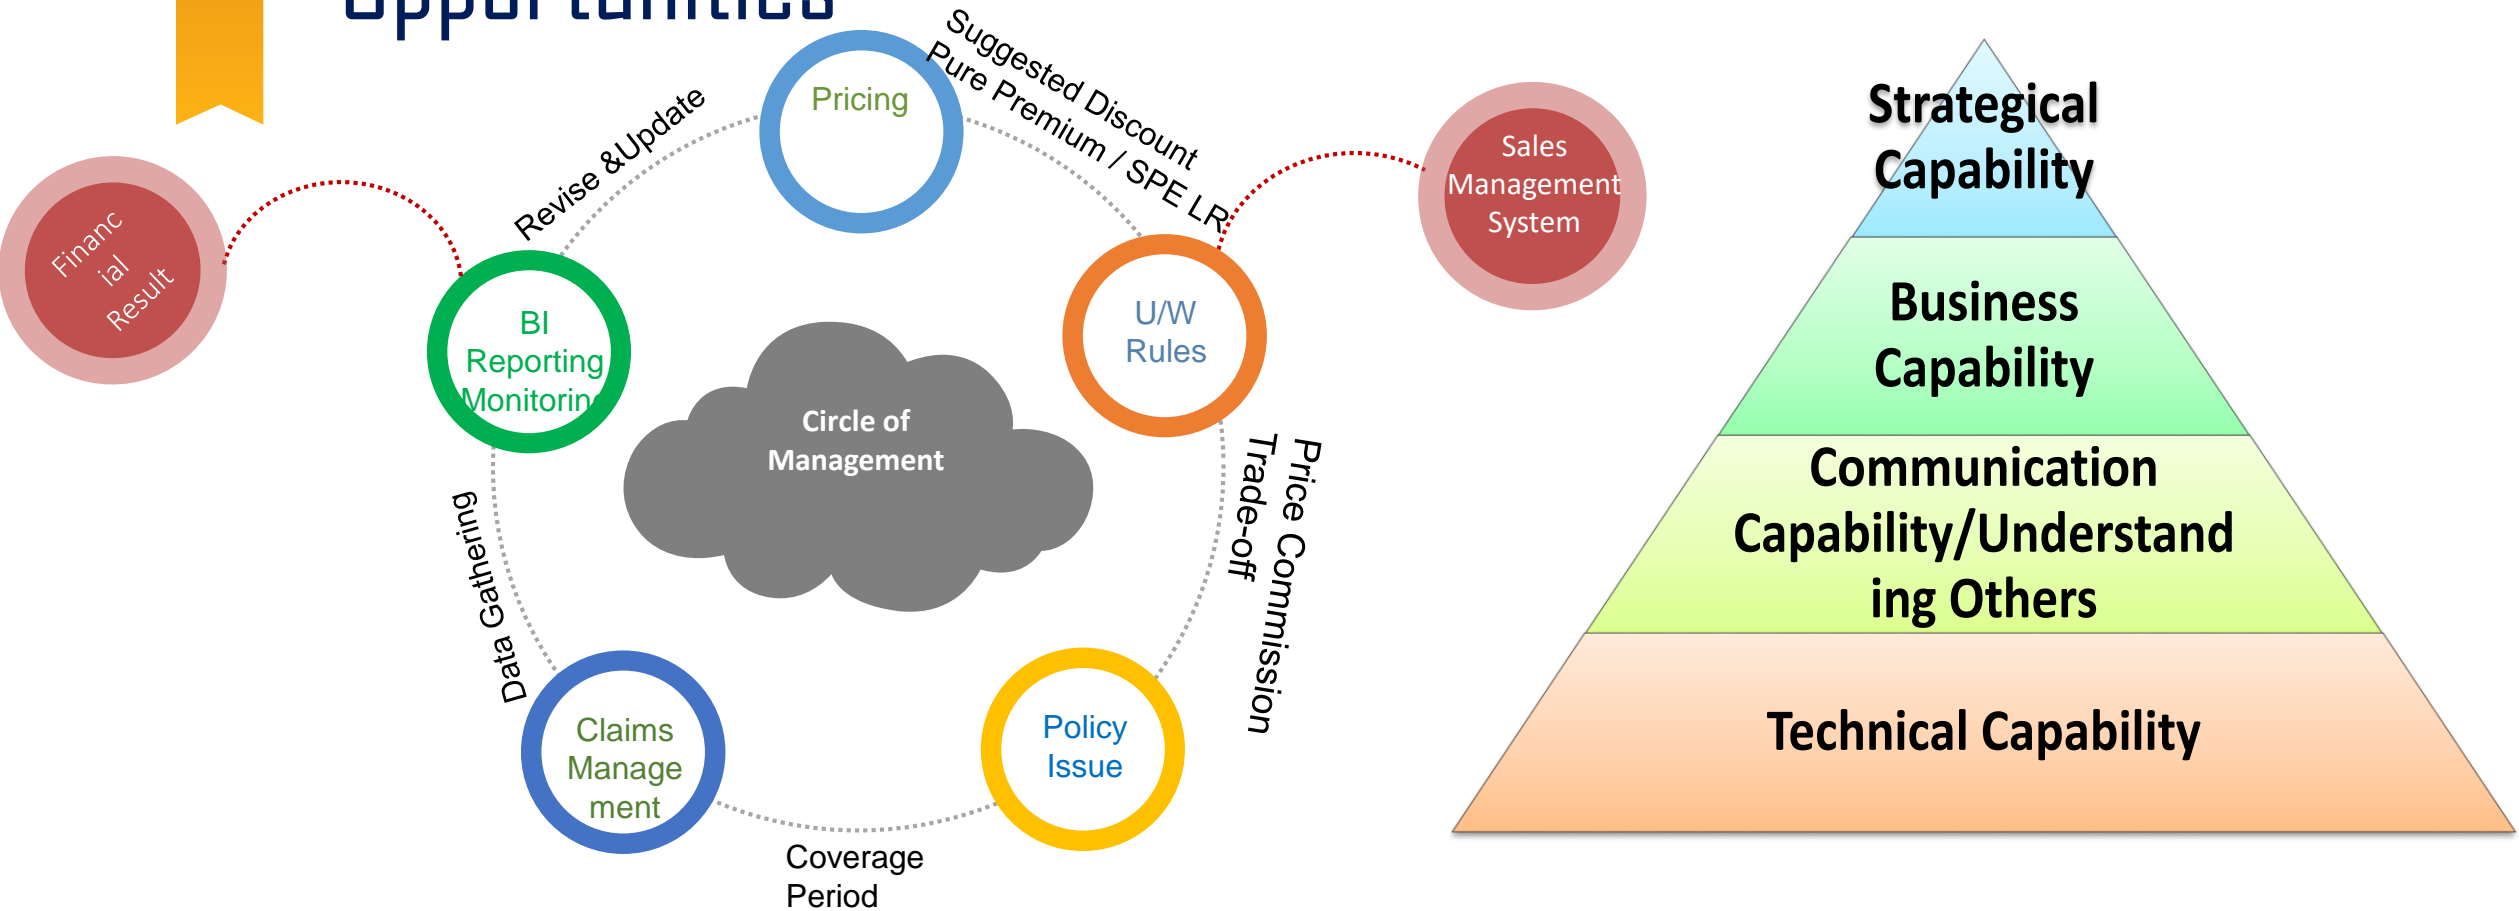 Opportunities
Suggested Discount
Pure Premium / SPE LR
Revise &Update
Pricing
Sales
Management
System
Financ
ial
Result
BI
Reporting
Monitoring
U/W
Rules
Circle of
Management
Price Commission
Trade-off
Data Gathering
Claims
Manage
ment
Policy
Issue
Coverage
Period
Strategical
Capability
Business
Capability
Communication
Capability/Understand
ing Others
Technical Capability